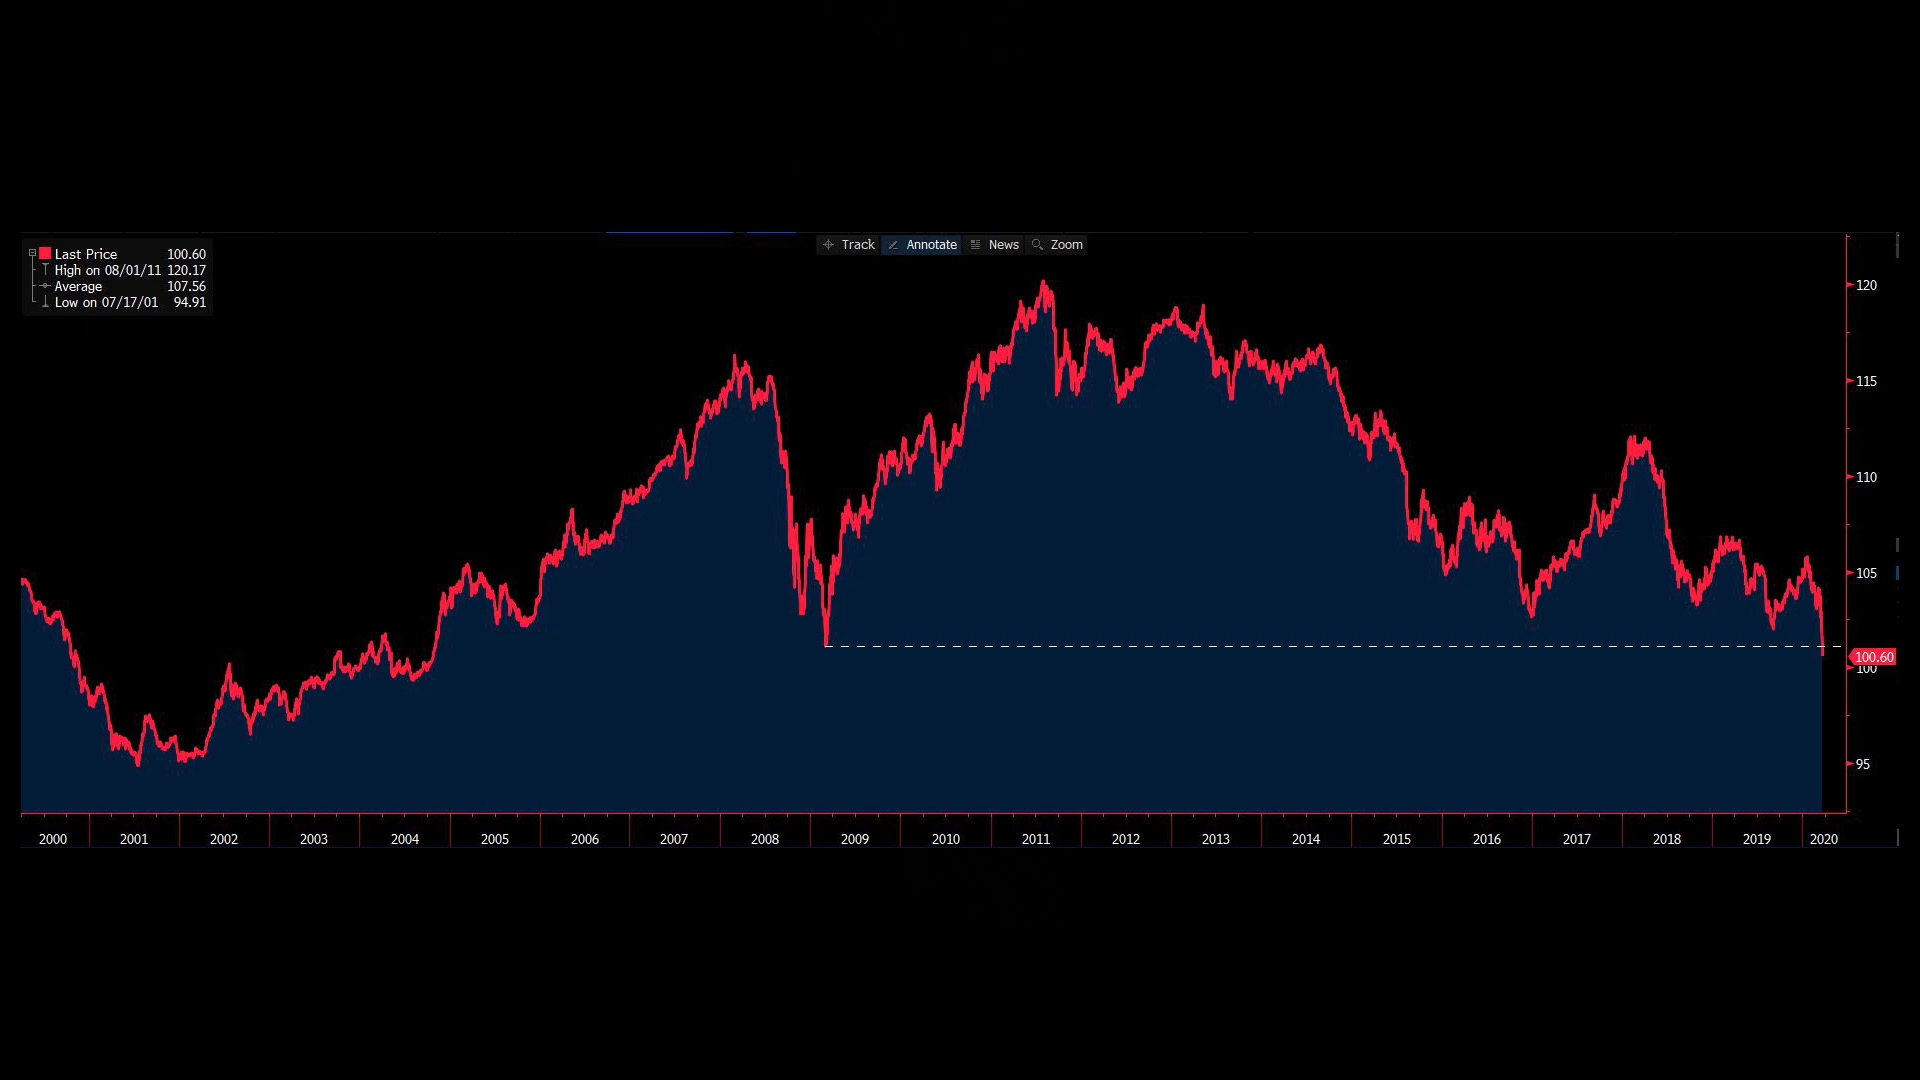 Track Annotate News Zoom
Last Price 100.60
High on 08/01/11 120.17
Average 107.56
Low on 07/17/01 94.91
120
115
110
105
100.60
100
95
2000 2001 2002 2003 2004 2005 2006 2007 2008 2009 2010 2011 2012 2013 2014 2015 2016 2017 2018 2019 2020